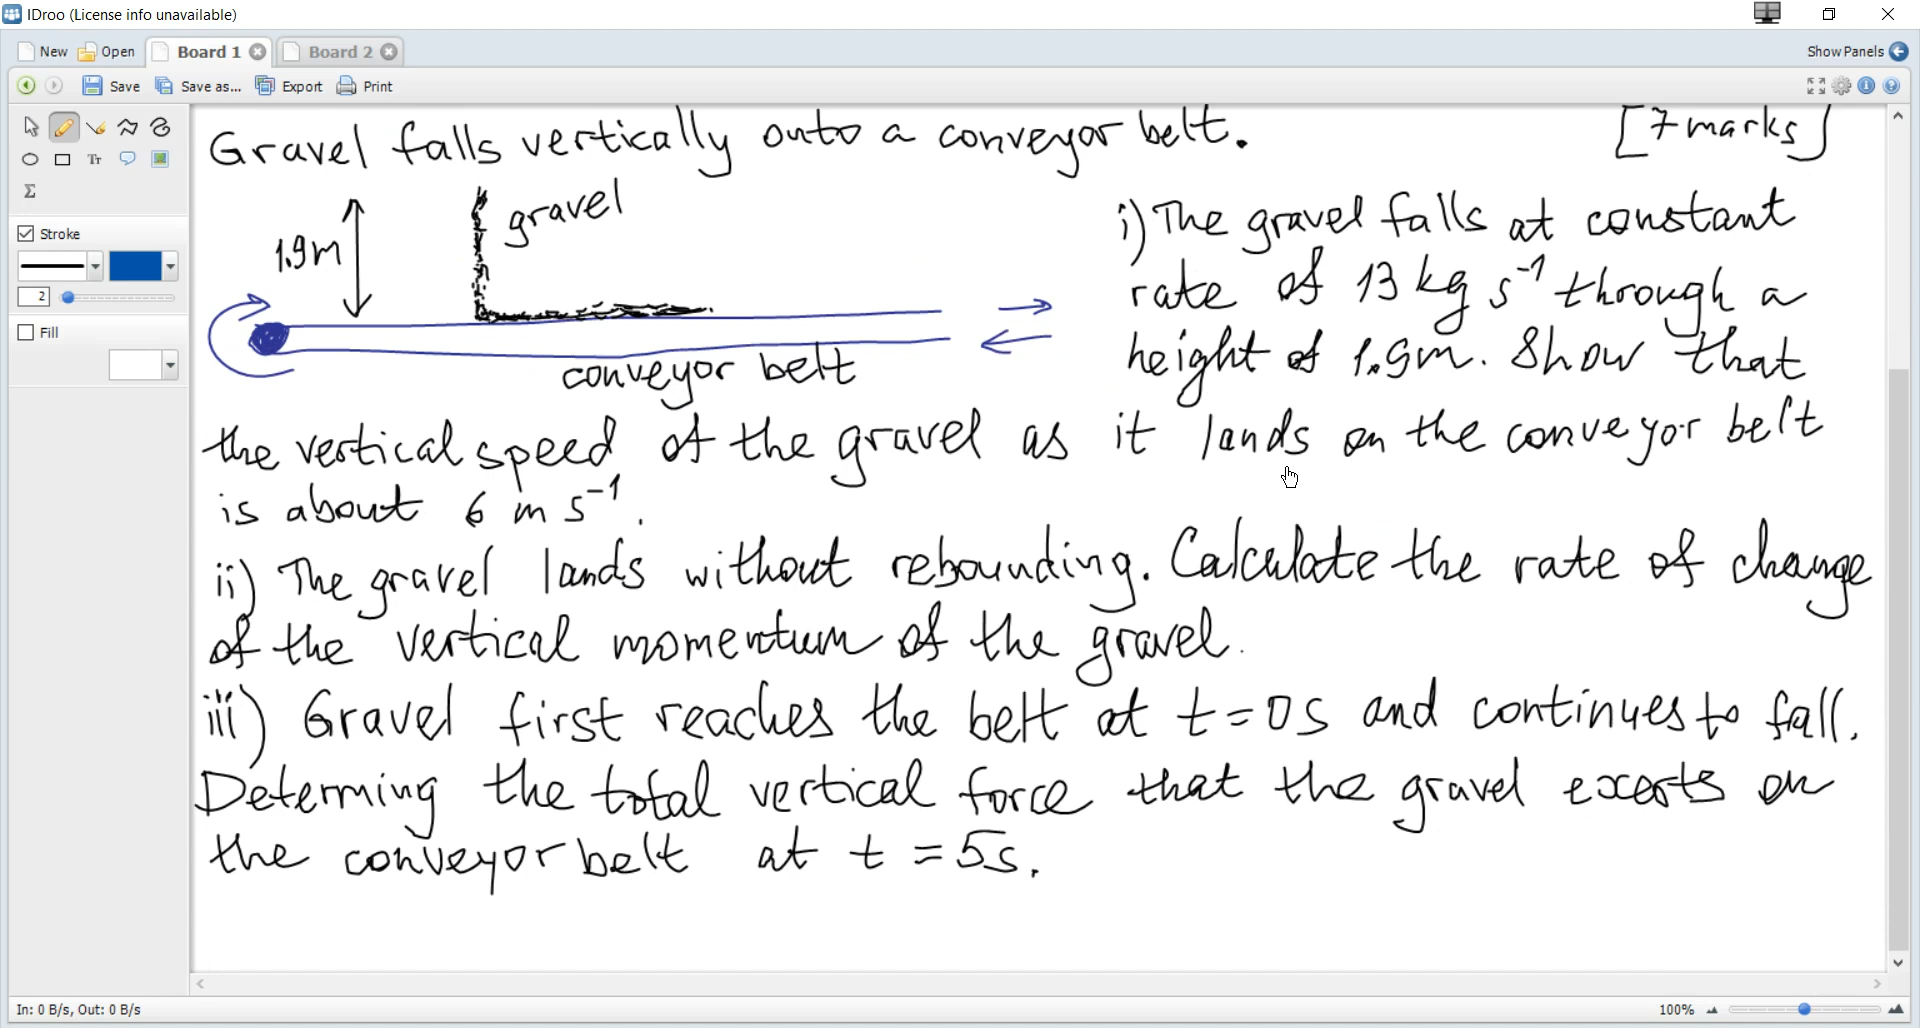 IDroo (License info unavailable)
New Open Board 1 Board 2 Show Panels
Save Save as... Export Print
Tr
Σ
Stroke
2
Fill
Gravel falls vertically onto a conveyor belt. [7 marks]
gravel
1.9m
conveyor belt
i) The gravel falls at constant
rate of 13 kg s⁻¹ through a
height of 1.9m. Show that
the vertical speed of the gravel as it lands on the conveyor belt
is about 6 m s⁻¹.
ii) The gravel lands without rebounding. Calculate the rate of change
of the vertical momentum of the gravel.
iii) Gravel first reaches the belt at t=0s and continues to fall.
Determing the total vertical force that the gravel exerts on
the conveyor belt at t = 5s.
In: 0 B/s, Out: 0 B/s 100%